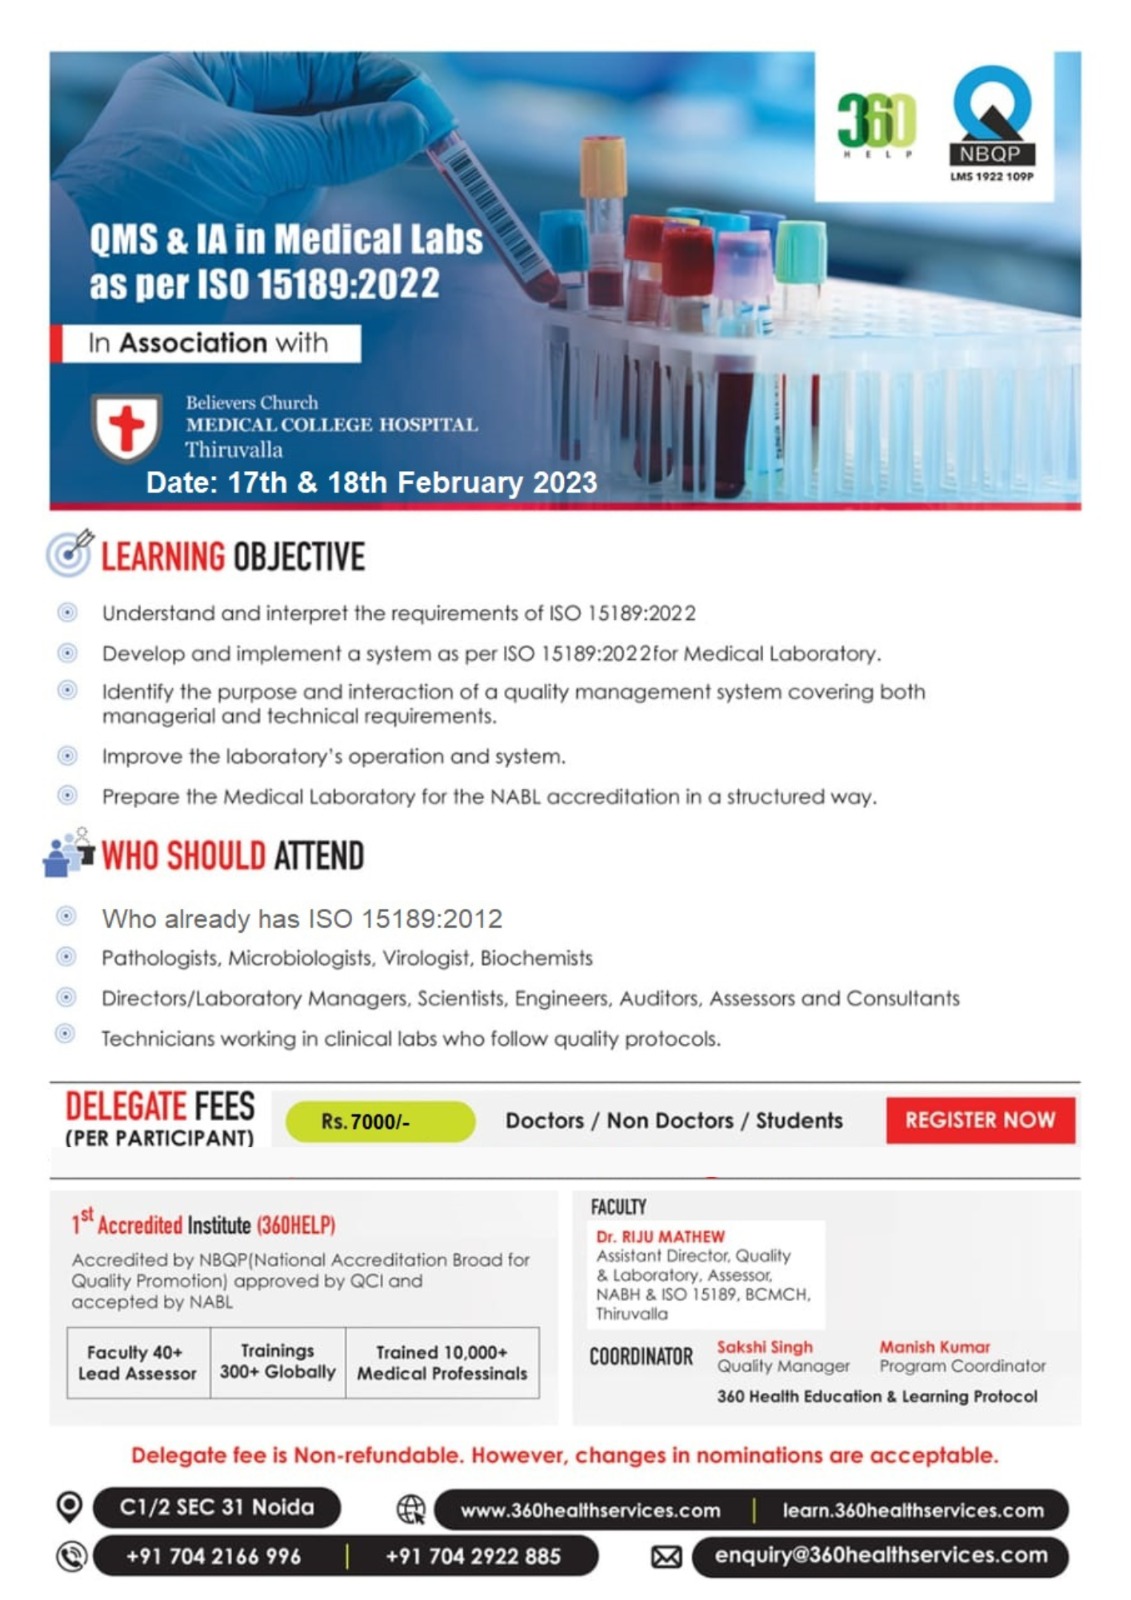 360
HELP
NBQP
LMS 1922 109P
QMS & IA in Medical Labs
as per ISO 15189:2022
In Association with
Believers Church
MEDICAL COLLEGE HOSPITAL
Thiruvalla
Date: 17th & 18th February 2023
LEARNING OBJECTIVE
Understand and interpret the requirements of ISO 15189:2022
Develop and implement a system as per ISO 15189:2022for Medical Laboratory.
Identify the purpose and interaction of a quality management system covering both
managerial and technical requirements.
Improve the laboratory's operation and system.
Prepare the Medical Laboratory for the NABL accreditation in a structured way.
WHO SHOULD ATTEND
Who already has ISO 15189:2012
Pathologists, Microbiologists, Virologist, Biochemists
Directors/Laboratory Managers, Scientists, Engineers, Auditors, Assessors and Consultants
Technicians working in clinical labs who follow quality protocols.
DELEGATE FEES
(PER PARTICIPANT)
Rs. 7000/-
Doctors / Non Doctors / Students
REGISTER NOW
1st Accredited Institute (360HELP)
Accredited by NBQP(National Accreditation Broad for
Quality Promotion) approved by QCI and
accepted by NABL
Faculty 40+
Lead Assessor
Trainings
300+ Globally
Trained 10,000+
Medical Professinals
FACULTY
Dr. RIJU MATHEW
Assistant Director, Quality
& Laboratory, Assessor,
NABH & ISO 15189, BCMCH,
Thiruvalla
COORDINATOR
Sakshi Singh
Quality Manager
Manish Kumar
Program Coordinator
360 Health Education & Learning Protocol
Delegate fee is Non-refundable. However, changes in nominations are acceptable.
C1/2 SEC 31 Noida
www.360healthservices.com | learn.360healthservices.com
+91 704 2166 996 | +91 704 2922 885
enquiry@360healthservices.com